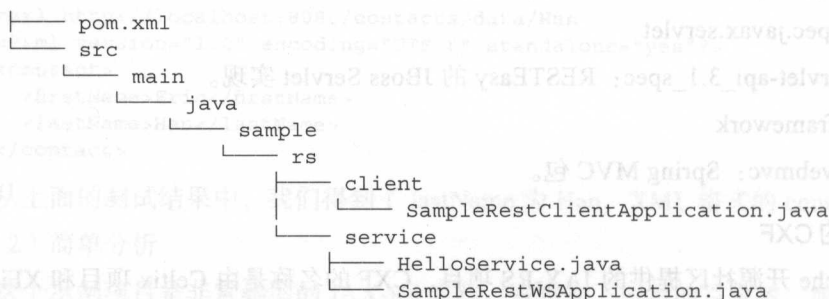 ├── pom.xml
└── src
    └── main
        └── java
            └── sample
                └── rs
                    ├── client
                    │   └── SampleRestClientApplication.java
                    └── service
                        ├── HelloService.java
                        └── SampleRestWSApplication.java